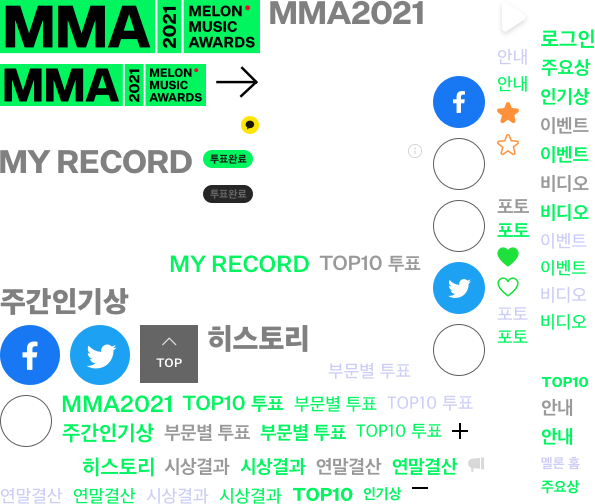 MMA 2021 MELON MUSIC AWARDS
MMA2021
MMA 2021 MELON MUSIC AWARDS
로그인
안내
주요상
안내
인기상
이벤트
MY RECORD
투표완료
이벤트
비디오
투표완료
포토
비디오
포토
이벤트
MY RECORD
TOP10 투표
이벤트
비디오
주간인기상
포토
비디오
히스토리
포토
TOP
부문별 투표
TOP10
MMA2021
TOP10 투표
부문별 투표
TOP10 투표
안내
주간인기상
부문별 투표
부문별 투표
TOP10 투표
안내
히스토리
시상결과
시상결과
연말결산
연말결산
멜론 홈
연말결산
연말결산
시상결과
시상결과
TOP10
인기상
주요상